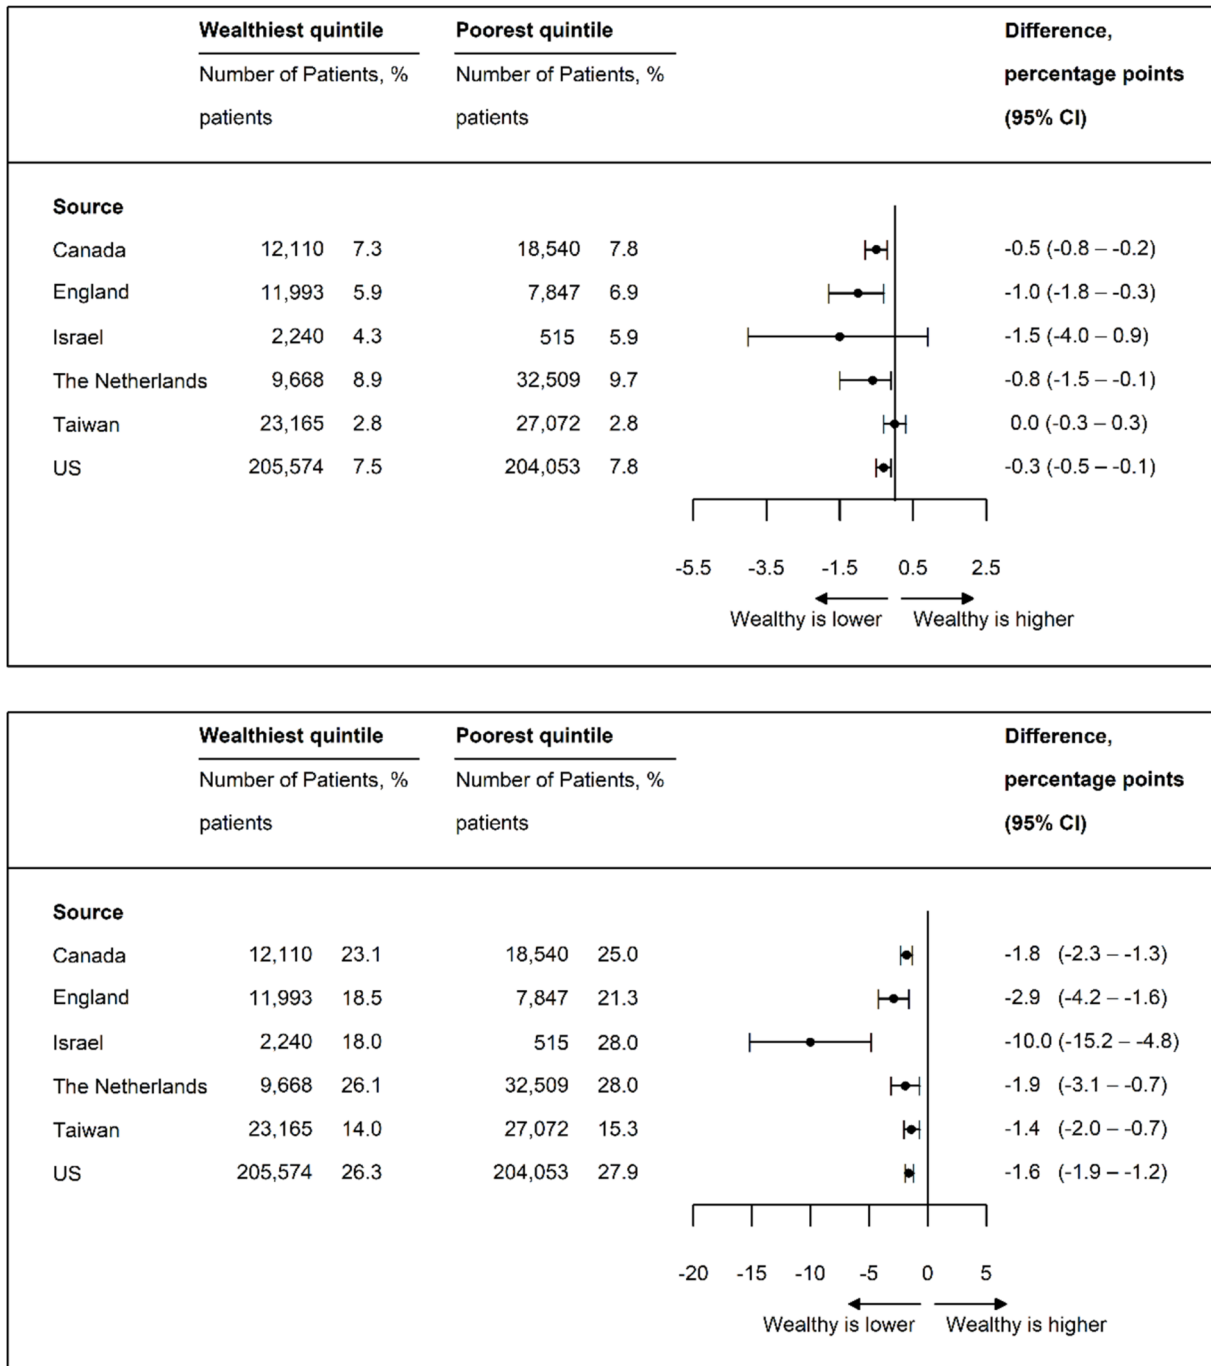 Wealthiest quintile Poorest quintile Difference,
Number of Patients, % Number of Patients, % percentage points
patients patients (95% CI)
Source
Canada 12,110 7.3 18,540 7.8 -0.5 (-0.8 – -0.2)
England 11,993 5.9 7,847 6.9 -1.0 (-1.8 – -0.3)
Israel 2,240 4.3 515 5.9 -1.5 (-4.0 – 0.9)
The Netherlands 9,668 8.9 32,509 9.7 -0.8 (-1.5 – -0.1)
Taiwan 23,165 2.8 27,072 2.8 0.0 (-0.3 – 0.3)
US 205,574 7.5 204,053 7.8 -0.3 (-0.5 – -0.1)
-5.5 -3.5 -1.5 0.5 2.5
Wealthy is lower Wealthy is higher
Wealthiest quintile Poorest quintile Difference,
Number of Patients, % Number of Patients, % percentage points
patients patients (95% CI)
Source
Canada 12,110 23.1 18,540 25.0 -1.8 (-2.3 – -1.3)
England 11,993 18.5 7,847 21.3 -2.9 (-4.2 – -1.6)
Israel 2,240 18.0 515 28.0 -10.0 (-15.2 – -4.8)
The Netherlands 9,668 26.1 32,509 28.0 -1.9 (-3.1 – -0.7)
Taiwan 23,165 14.0 27,072 15.3 -1.4 (-2.0 – -0.7)
US 205,574 26.3 204,053 27.9 -1.6 (-1.9 – -1.2)
-20 -15 -10 -5 0 5
Wealthy is lower Wealthy is higher